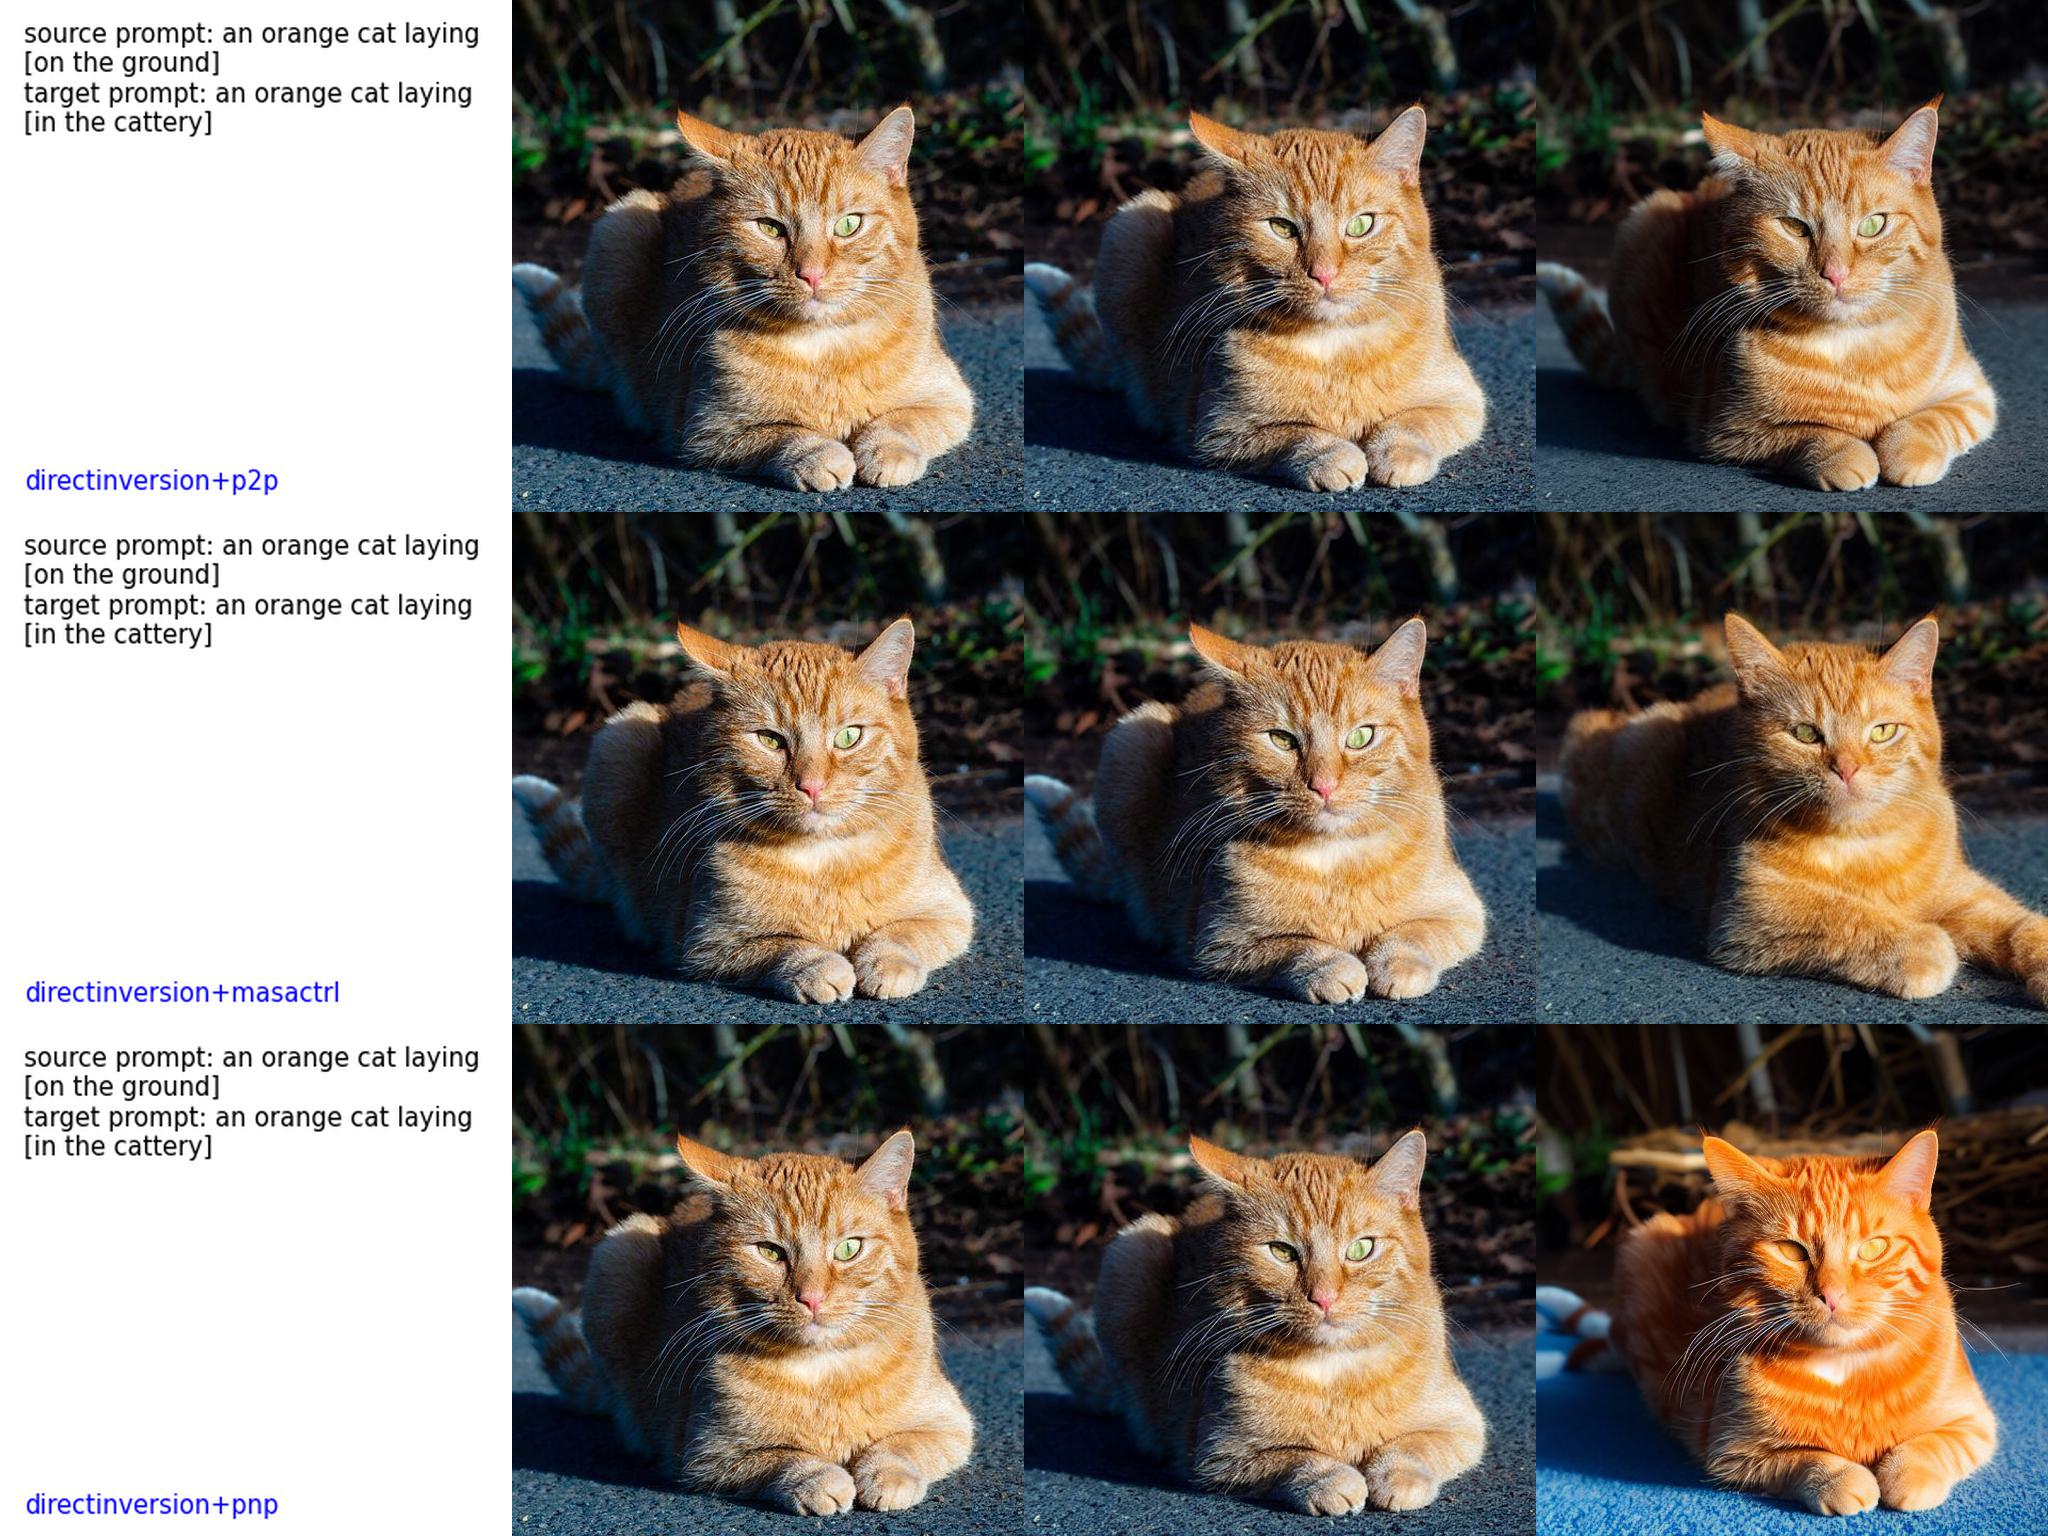 source prompt: an orange cat laying
[on the ground]
target prompt: an orange cat laying
[in the cattery]
directinversion+p2p
source prompt: an orange cat laying
[on the ground]
target prompt: an orange cat laying
[in the cattery]
directinversion+masactrl
source prompt: an orange cat laying
[on the ground]
target prompt: an orange cat laying
[in the cattery]
directinversion+pnp